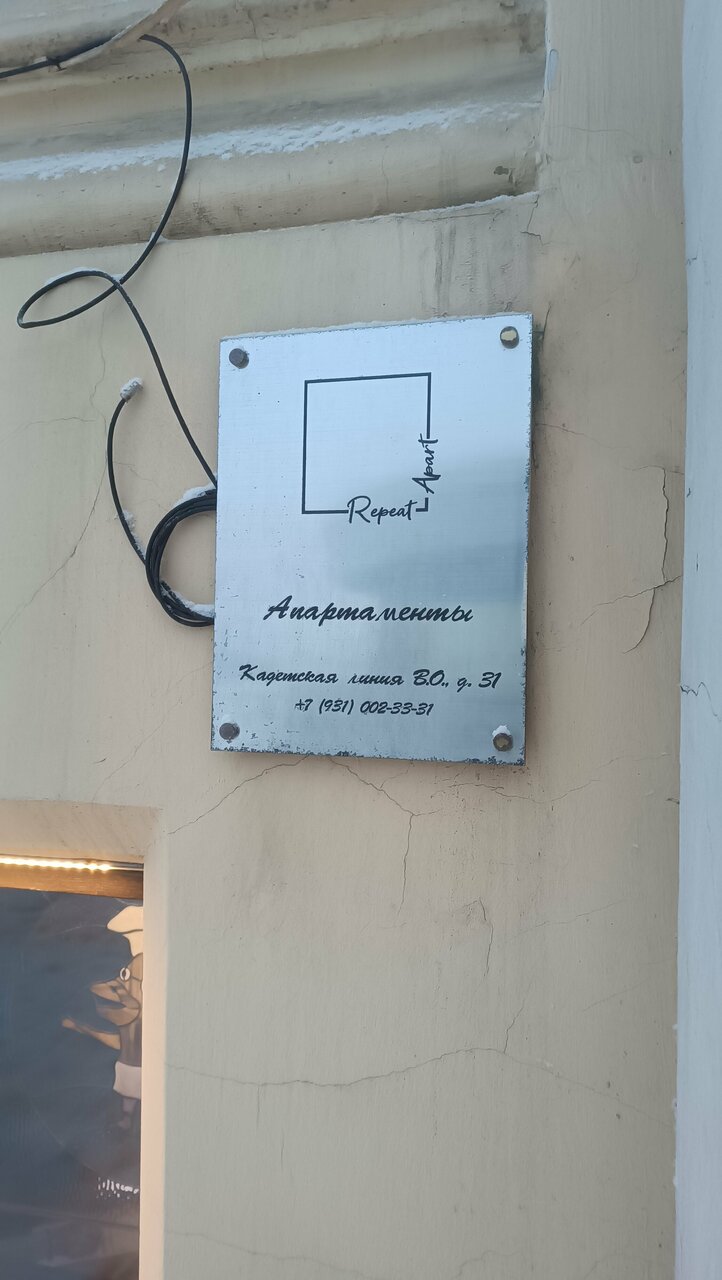 Repeat
Apart
Апартаменты
Кадетская линия В.О., д. 31
+7 (931) 002-33-31